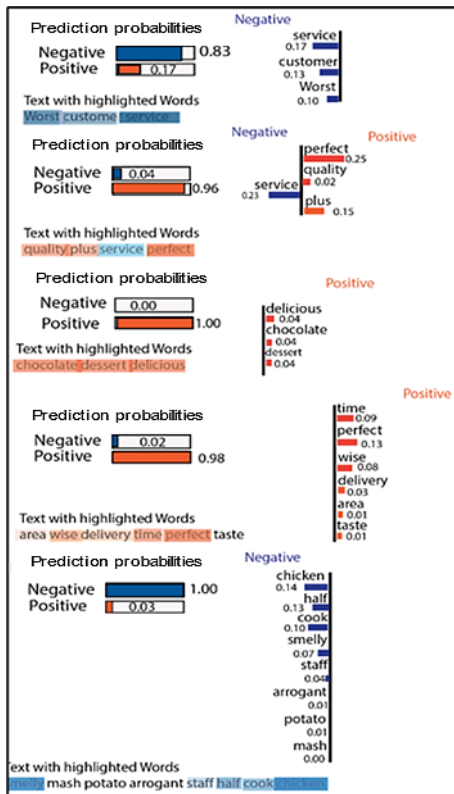 Prediction probabilities
Negative 0.83
Positive 0.17
Negative
service
0.17
customer
0.13
Worst
0.10
Text with highlighted Words
Worst custome service
Prediction probabilities
Negative 0.04
Positive 0.96
Negative Positive
perfect
0.25
quality
0.02
service
0.23
plus
0.15
Text with highlighted Words
quality plus service perfect
Prediction probabilities
Negative 0.00
Positive 1.00
Positive
delicious
0.04
chocolate
0.04
dessert
0.04
Text with highlighted Words
chocolate dessert delicious
Prediction probabilities
Negative 0.02
Positive 0.98
Positive
time
0.09
perfect
0.13
wise
0.08
delivery
0.03
area
0.01
taste
0.01
Text with highlighted Words
area wise delivery time perfect taste
Prediction probabilities
Negative 1.00
Positive 0.03
Negative
chicken
0.14
half
0.13
cook
0.10
smelly
0.07
staff
0.04
arrogant
0.01
potato
0.01
mash
0.00
Text with highlighted Words
smelly mash potato arrogant staff half cook chicken